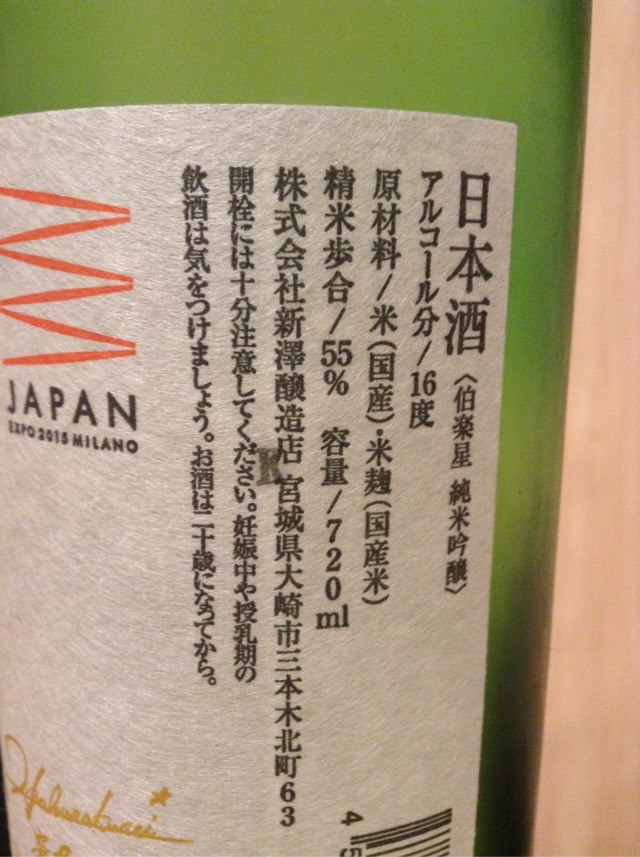 日本酒〈伯楽星 純米吟醸〉
アルコール分/16度
原材料/米(国産)・米麹(国産米)
精米歩合/55% 容量/720ml
株式会社新澤醸造店 宮城県大崎市三本木北町63
開栓には十分注意してください。妊娠中や授乳期の
飲酒は気をつけましょう。お酒は二十歳になってから。
K
JAPAN
EXPO 2015 MILANO
4 5